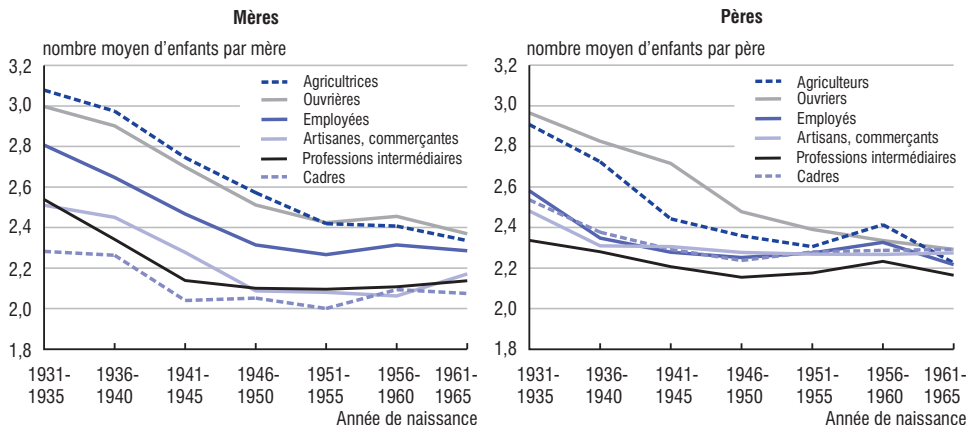 Mères
nombre moyen d'enfants par mère
3,2
3,0
2,8
2,6
2,4
2,2
2,0
1,8
Agricultrices
Ouvrières
Employées
Artisanes, commerçantes
Professions intermédiaires
Cadres
1931-1935
1936-1940
1941-1945
1946-1950
1951-1955
1956-1960
1961-1965
Année de naissance
Pères
nombre moyen d'enfants par père
3,2
3,0
2,8
2,6
2,4
2,2
2,0
1,8
Agriculteurs
Ouvriers
Employés
Artisans, commerçants
Professions intermédiaires
Cadres
1931-1935
1936-1940
1941-1945
1946-1950
1951-1955
1956-1960
1961-1965
Année de naissance